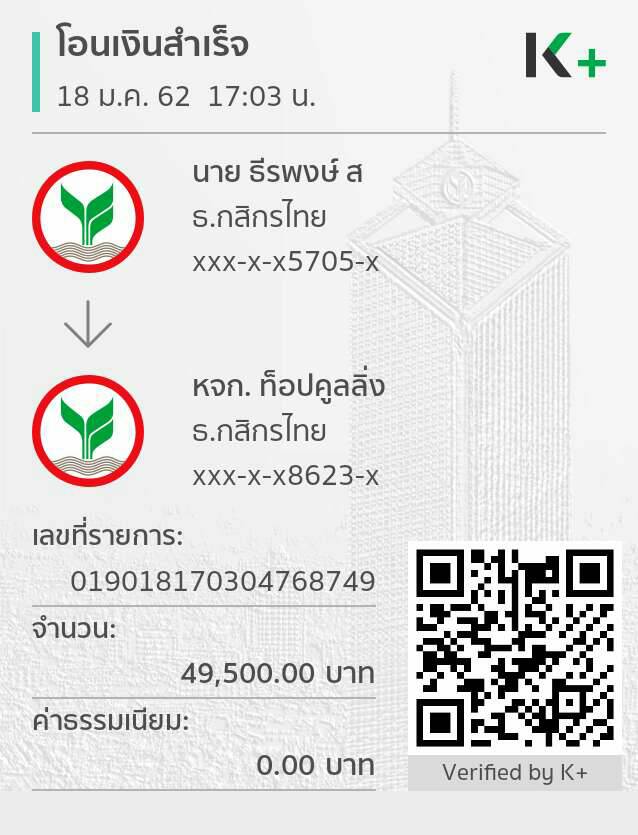 โอนเงินสำเร็จ
18 ม.ค. 62 17:03 น.
K+
นาย ธีรพงษ์ ส
ธ.กสิกรไทย
xxx-x-x5705-x
หจก. ท็อปคูลลิ่ง
ธ.กสิกรไทย
xxx-x-x8623-x
เลขที่รายการ:
019018170304768749
จำนวน:
49,500.00 บาท
ค่าธรรมเนียม:
0.00 บาท
Verified by K+